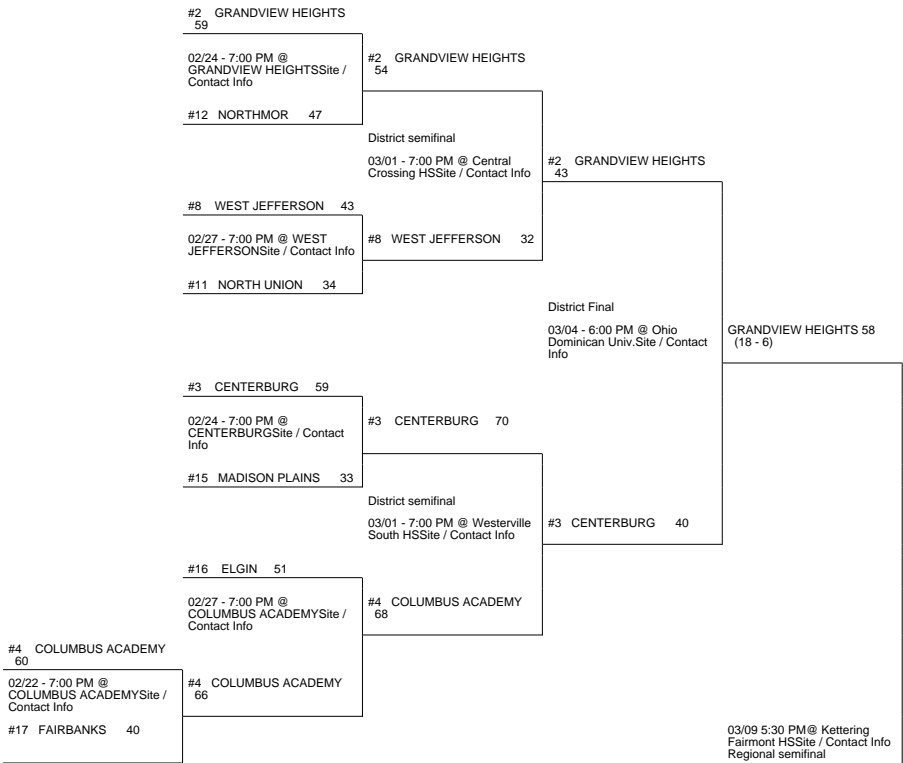 #2 GRANDVIEW HEIGHTS
59
02/24 - 7:00 PM @
GRANDVIEW HEIGHTSSite /
Contact Info
#12 NORTHMOR 47
#2 GRANDVIEW HEIGHTS
54
District semifinal
03/01 - 7:00 PM @ Central
Crossing HSSite / Contact Info
#2 GRANDVIEW HEIGHTS
43
#8 WEST JEFFERSON 43
02/27 - 7:00 PM @ WEST
JEFFERSONSite / Contact Info
#11 NORTH UNION 34
#8 WEST JEFFERSON 32
District Final
03/04 - 6:00 PM @ Ohio
Dominican Univ.Site / Contact
Info
GRANDVIEW HEIGHTS 58
(18 - 6)
#3 CENTERBURG 59
02/24 - 7:00 PM @
CENTERBURGSite / Contact
Info
#15 MADISON PLAINS 33
#3 CENTERBURG 70
District semifinal
03/01 - 7:00 PM @ Westerville
South HSSite / Contact Info
#3 CENTERBURG 40
#16 ELGIN 51
02/27 - 7:00 PM @
COLUMBUS ACADEMYSite /
Contact Info
#4 COLUMBUS ACADEMY
68
#4 COLUMBUS ACADEMY
60
02/22 - 7:00 PM @
COLUMBUS ACADEMYSite /
Contact Info
#17 FAIRBANKS 40
#4 COLUMBUS ACADEMY
66
03/09 5:30 PM@ Kettering
Fairmont HSSite / Contact Info
Regional semifinal